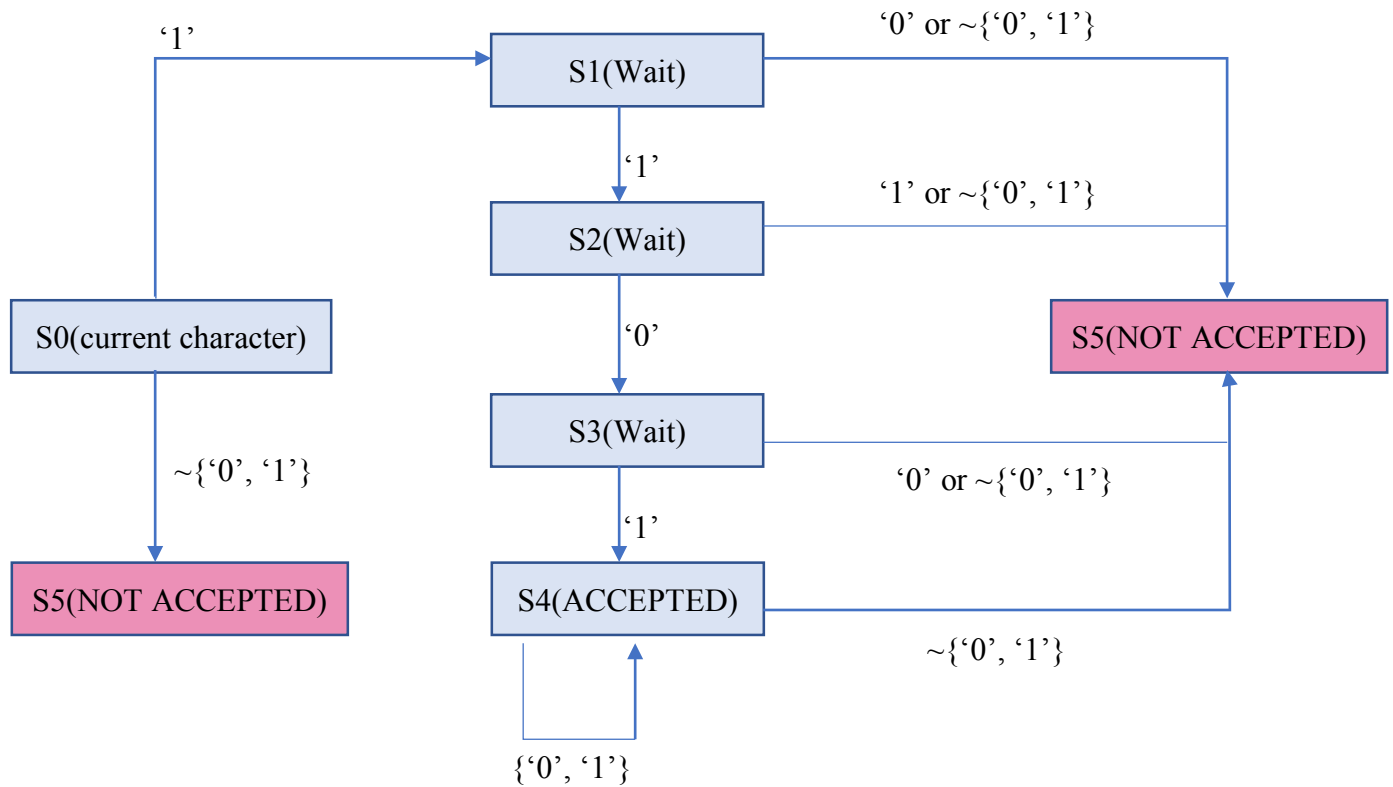 ‘1’
‘0’ or ~{‘0’, ‘1’}
S1(Wait)
‘1’
‘1’ or ~{‘0’, ‘1’}
S2(Wait)
S0(current character)
‘0’
S5(NOT ACCEPTED)
S3(Wait)
~{‘0’, ‘1’}
‘0’ or ~{‘0’, ‘1’}
‘1’
S5(NOT ACCEPTED)
S4(ACCEPTED)
~{‘0’, ‘1’}
{‘0’, ‘1’}